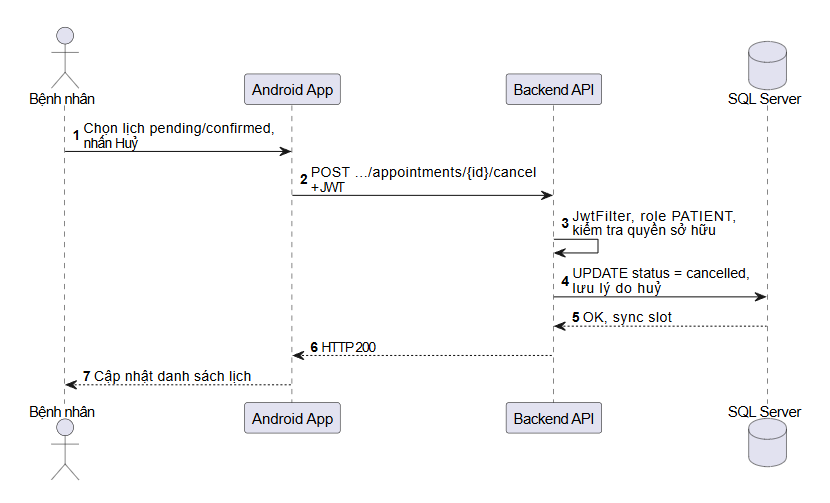 Bệnh nhân
Android App
Backend API
SQL Server
1 Chọn lịch pending/confirmed,
nhấn Huỷ
2 POST .../appointments/{id}/cancel
+JWT
3 JwtFilter, role PATIENT,
kiểm tra quyền sở hữu
4 UPDATE status = cancelled,
lưu lý do huỷ
5 OK, sync slot
6 HTTP 200
7 Cập nhật danh sách lịch
Bệnh nhân
Android App
Backend API
SQL Server